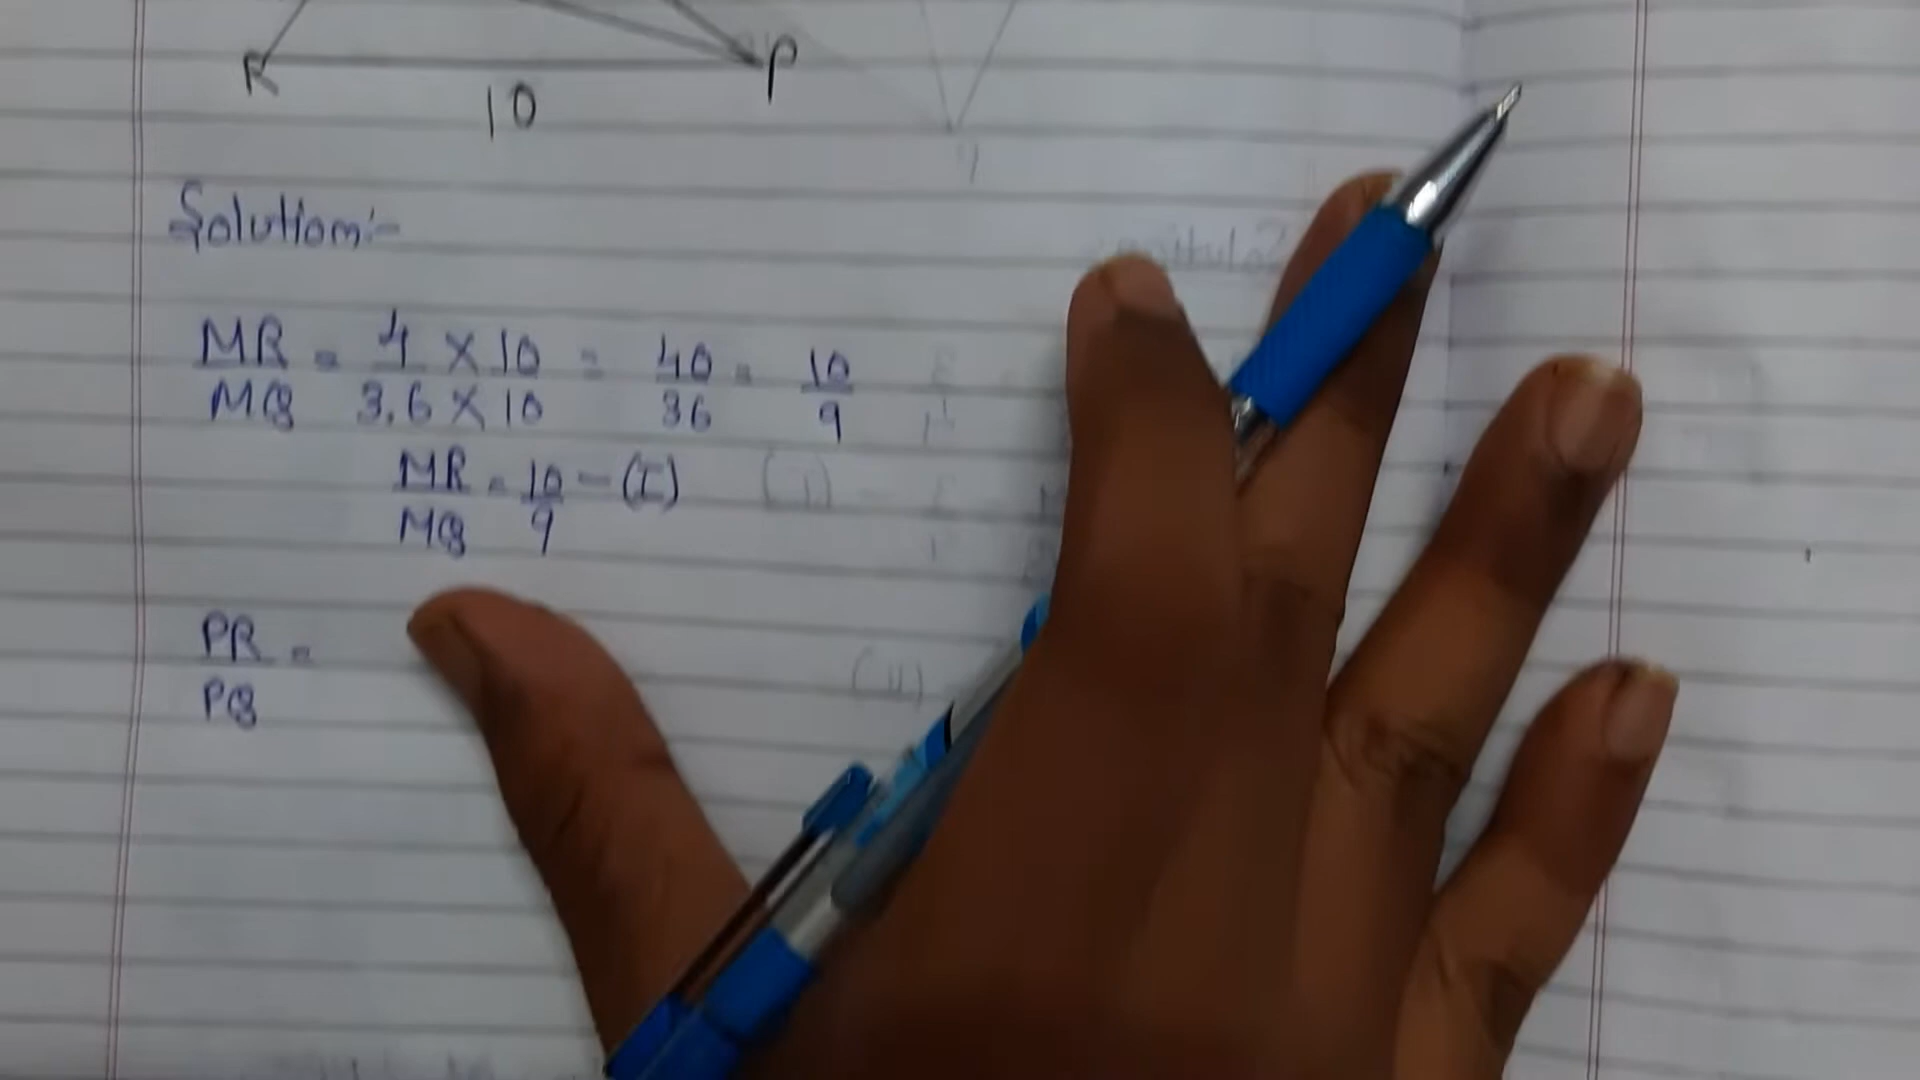 R P
10
Solution:-
MR = 4 × 10 = 40 = 10
MQ 3.6 × 10 36 9
MR = 10 - (I)
MQ 9
PR =
PQ